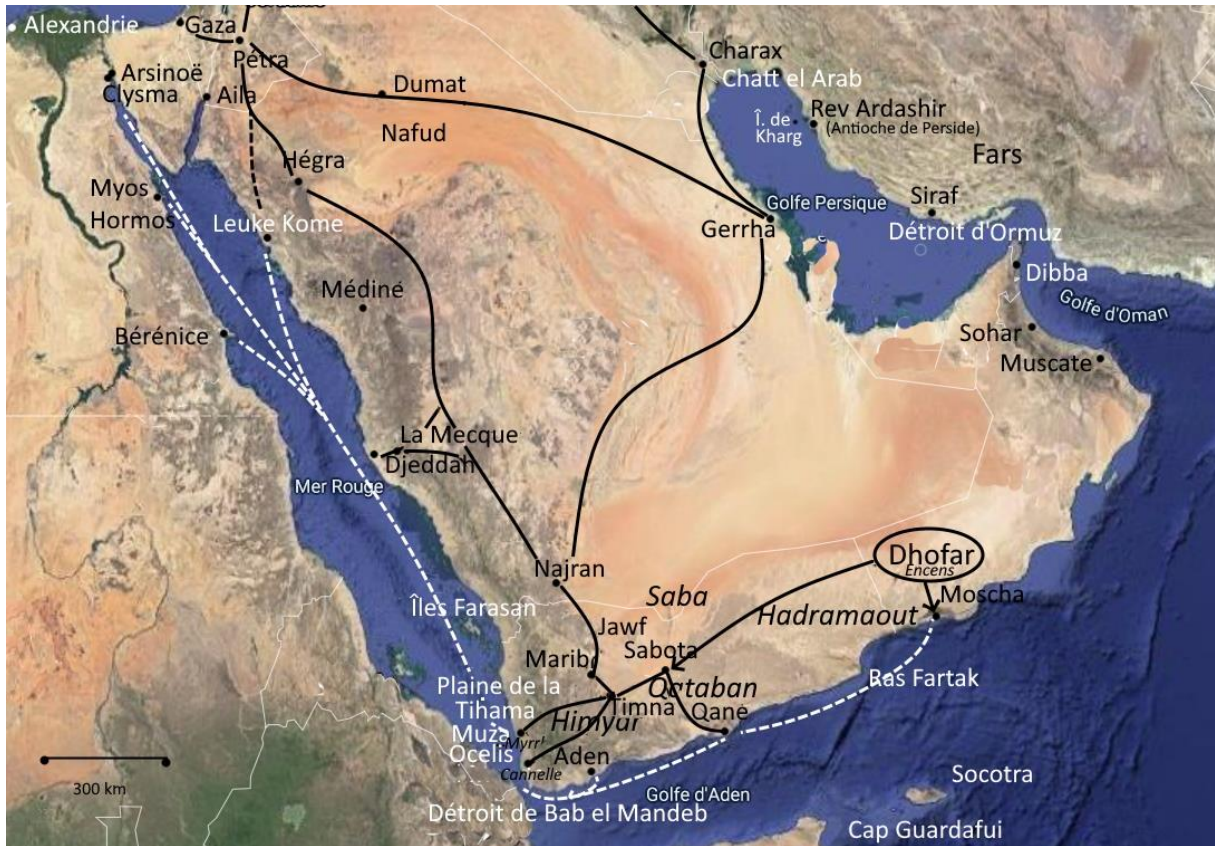 Alexandrie
Gaza
Pétra
Charax
Chatt el Arab
Arsinoë
Clysma
Aila
Dumat
Nafud
Î. de
Kharg
Rev Ardashir
(Antioche de Perside)
Fars
Hégra
Myos
Hormos
Leuke Kome
Siraf
Golfe Persique
Gerrha
Détroit d'Ormuz
Dibba
Médine
Golfe d'Oman
Bérénice
Sohar
Muscate
La Mecque
Djeddah
Mer Rouge
Dhofar
Encens
Najran
Moscha
Saba
Îles Farasan
Hadramaout
Jawf
Sabota
Marib
Ras Fartak
Plaine de la
Tihama
Qataban
Timna
Qané
Himyar
Muza
Ocelis
Aden
Cannelle
300 km
Socotra
Golfe d'Aden
Détroit de Bab el Mandeb
Cap Guardafui